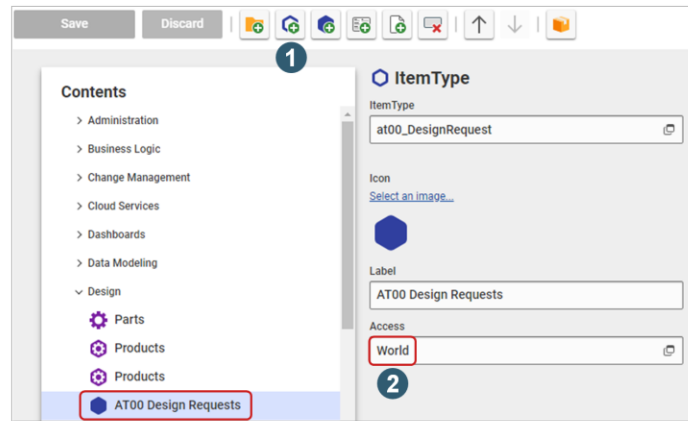 Save
Discard
1
Contents
> Administration
> Business Logic
> Change Management
> Cloud Services
> Dashboards
> Data Modeling
Design
Parts
Products
Products
AT00 Design Requests
ItemType
ItemType
at00_DesignRequest
Icon
Select an image...
Label
AT00 Design Requests
Access
World
2